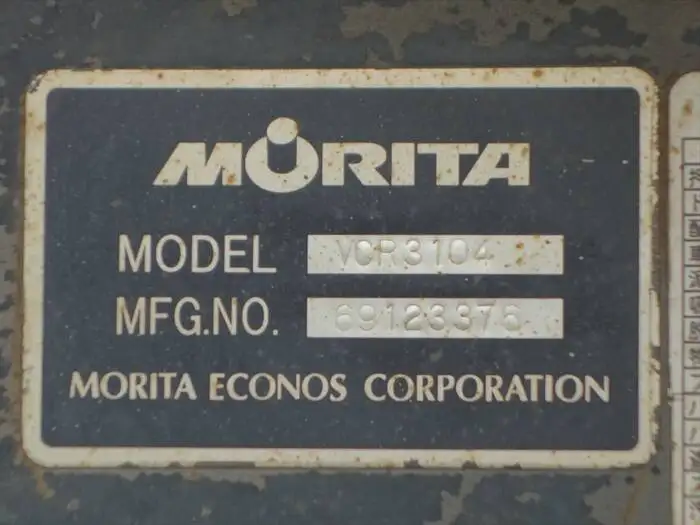 MORITA
MODEL VCR3104
MFG.NO. 69123375
MORITA ECONOS CORPORATION